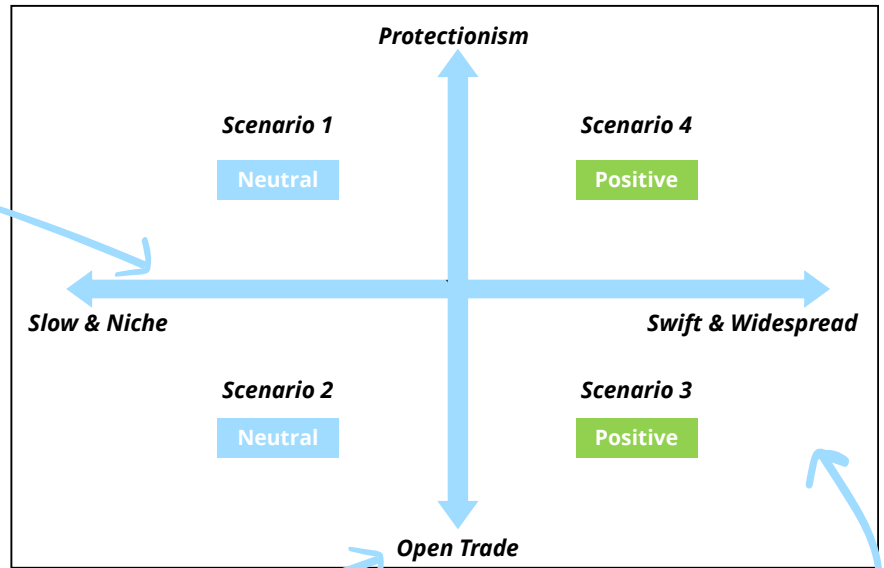 Protectionism
Scenario 1
Scenario 4
Neutral
Positive
Slow & Niche
Swift & Widespread
Scenario 2
Scenario 3
Neutral
Positive
Open Trade